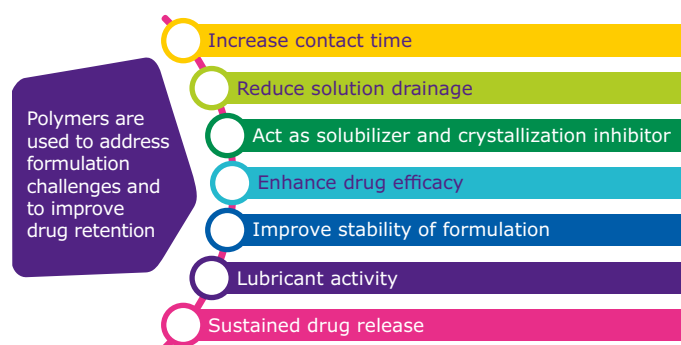 Polymers are
used to address
formulation
challenges and
to improve
drug retention
Increase contact time
Reduce solution drainage
Act as solubilizer and crystallization inhibitor
Enhance drug efficacy
Improve stability of formulation
Lubricant activity
Sustained drug release